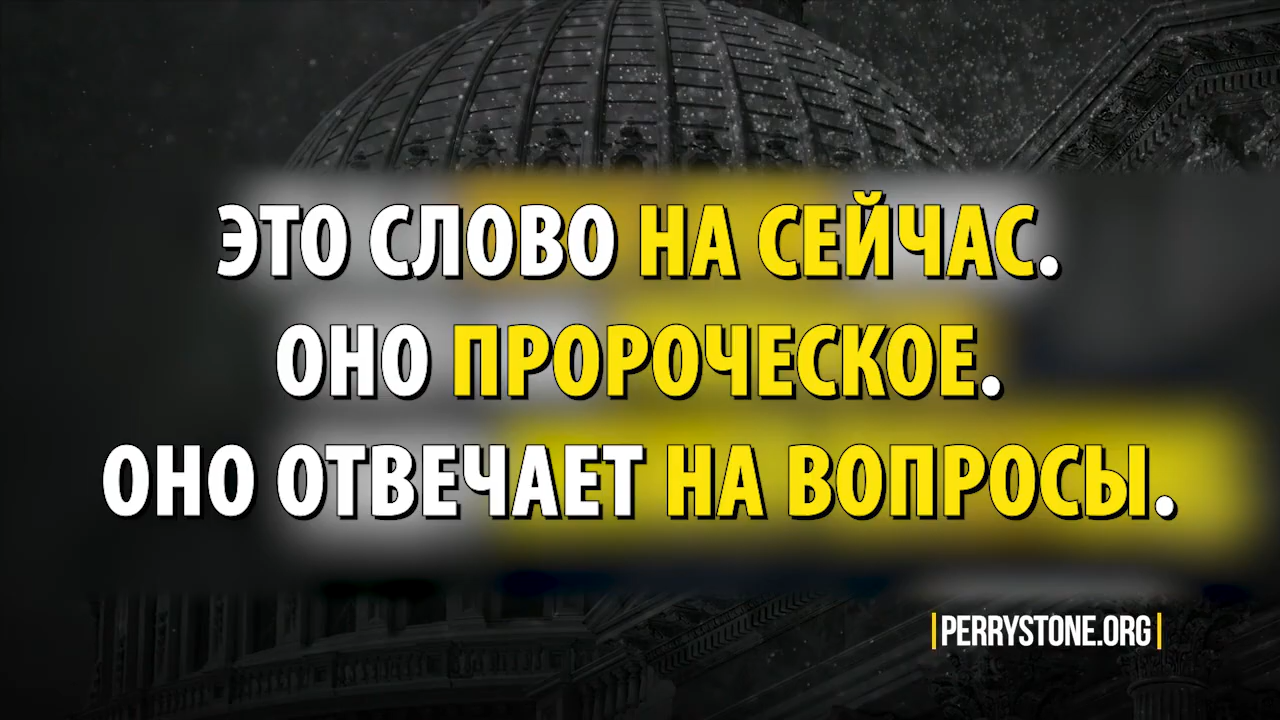 ЭТО СЛОВО НА СЕЙЧАС.
ОНО ПРОРОЧЕСКОЕ.
ОНО ОТВЕЧАЕТ НА ВОПРОСЫ.
|PERRYSTONE.ORG|